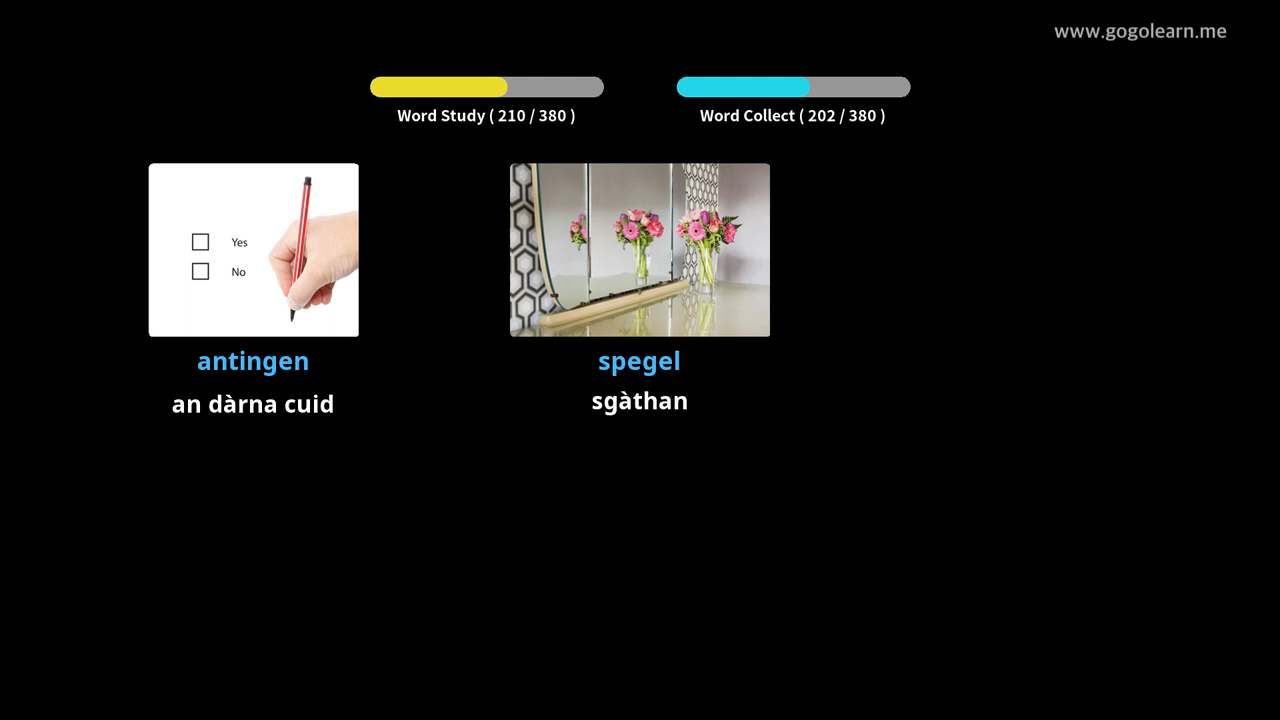 www.gogolearn.me
Word Study ( 210 / 380 )
Word Collect ( 202 / 380 )
Yes
No
antingen
an dàrna cuid
spegel
sgàthan